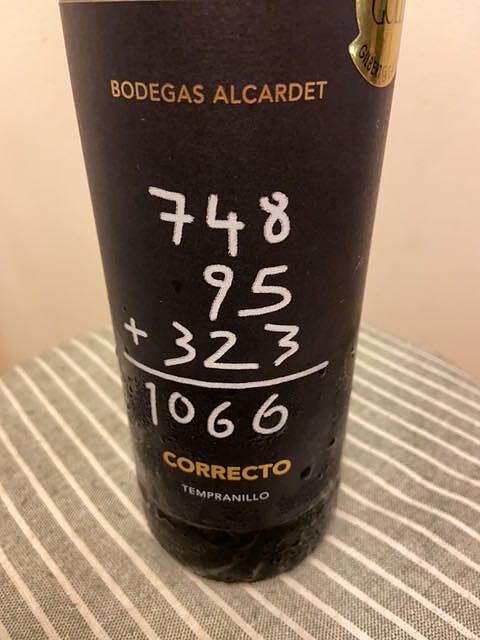 BODEGAS ALCARDET
748
95
+ 323
1066
CORRECTO
TEMPRANILLO